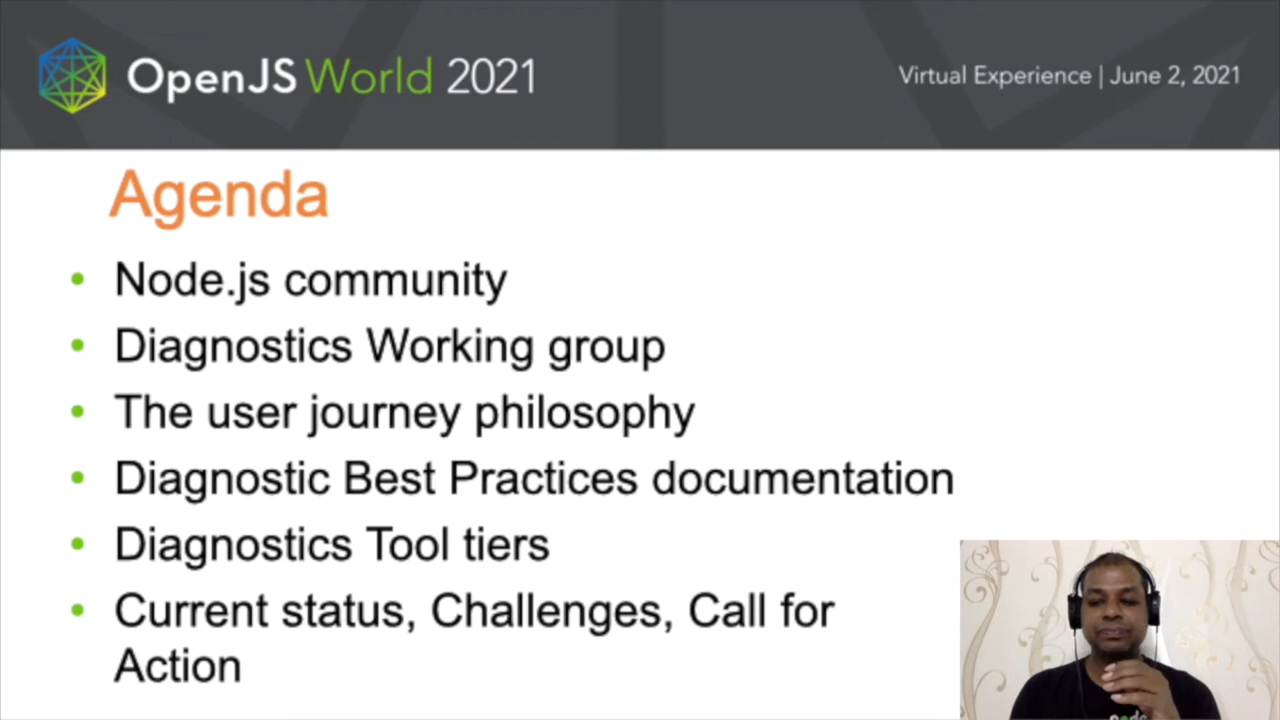 OpenJS World 2021
Virtual Experience | June 2, 2021
Agenda
• Node.js community
• Diagnostics Working group
• The user journey philosophy
• Diagnostic Best Practices documentation
• Diagnostics Tool tiers
• Current status, Challenges, Call for
Action